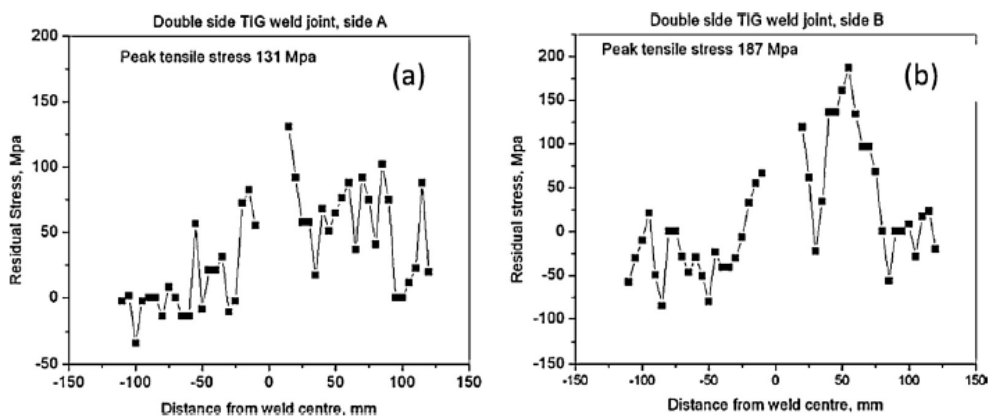 Double side TIG weld joint, side A
Peak tensile stress 131 Mpa
(a)
Residual Stress, Mpa
200
150
100
50
0
-50
-150
-100
-50
0
50
100
150
Distance from weld centre, mm
Double side TIG weld joint, side B
Peak tensile stress 187 Mpa
(b)
Residual stress, Mpa
200
150
100
50
0
-50
-100
-150
-150
-100
-50
0
50
100
150
Distance from weld centre, mm